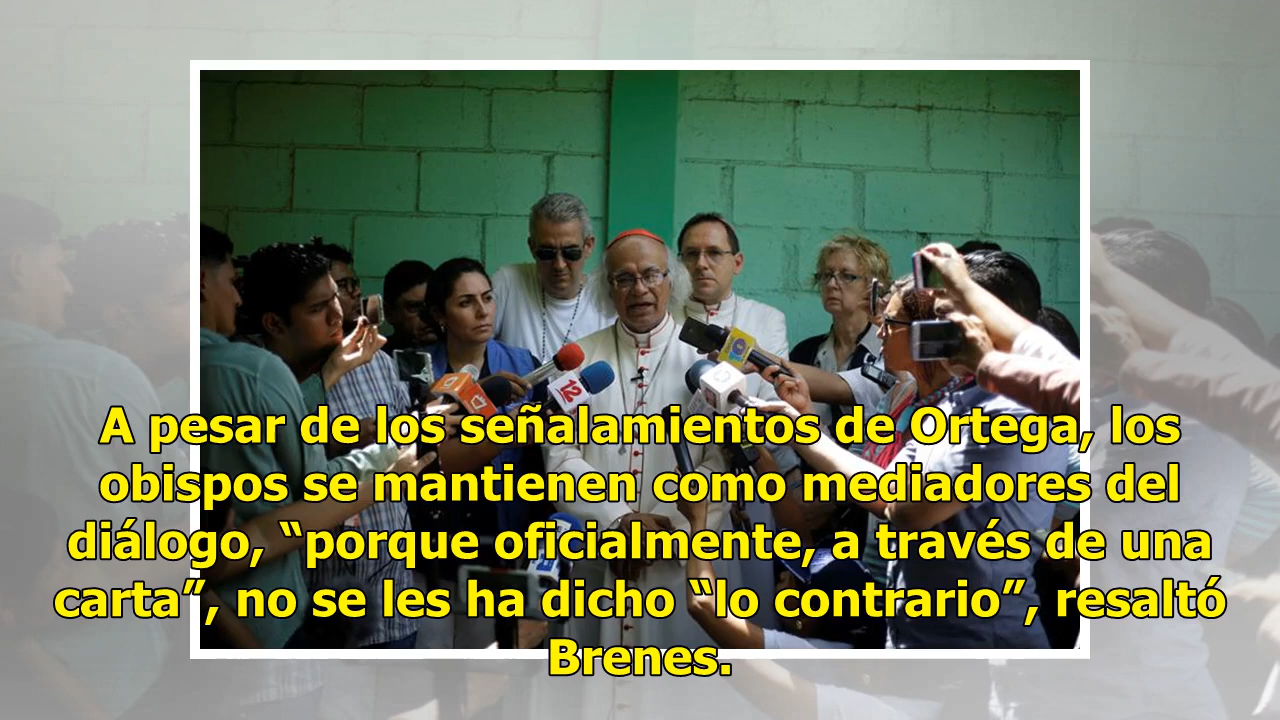 12
A pesar de los señalamientos de Ortega, los
obispos se mantienen como mediadores del
diálogo, “porque oficialmente, a través de una
carta”, no se les ha dicho “lo contrario”, resaltó
Brenes.